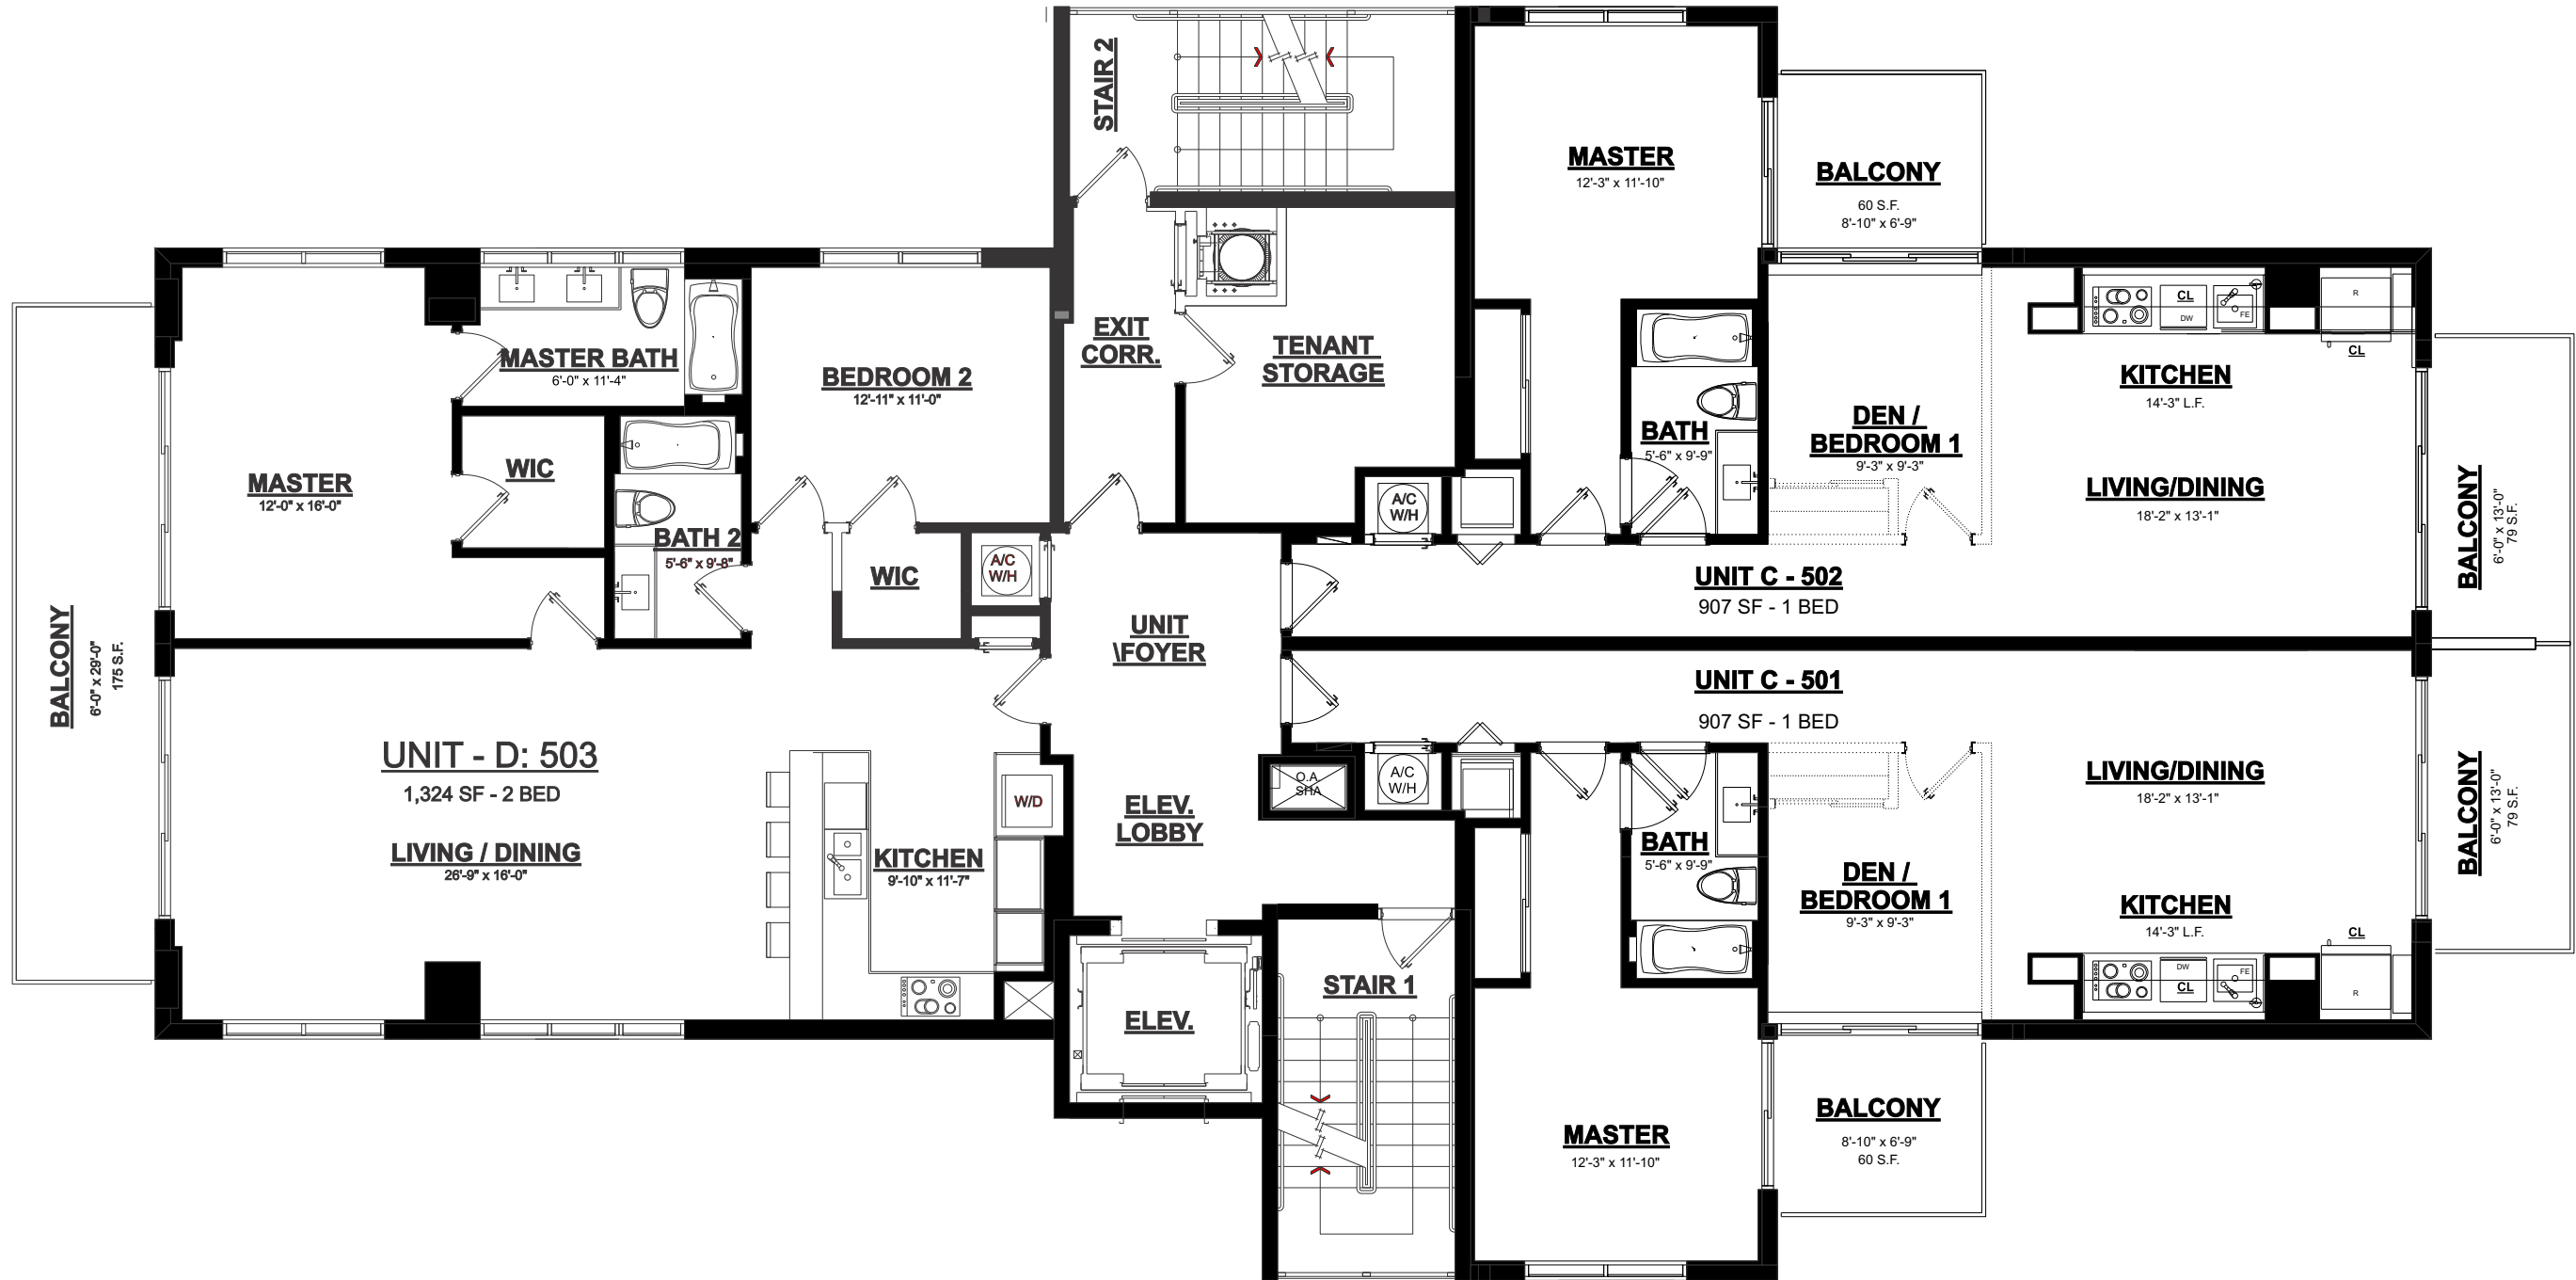 STAIR 2
MASTER
12'-3" x 11'-10"
BALCONY
60 S.F.
8'-10" x 6'-9"
MASTER BATH
6'-0" x 11'-4"
BEDROOM 2
12'-11" x 11'-0"
EXIT
CORR.
TENANT
STORAGE
MASTER
12'-0" x 16'-0"
WIC
BATH 2
5'-6" x 9'-8"
WIC
A/C
W/H
A/C
W/H
BATH
5'-6" x 9'-9"
DEN /
BEDROOM 1
9'-3" x 9'-3"
CL
DW
FE
R
CL
KITCHEN
14'-3" L.F.
LIVING/DINING
18'-2" x 13'-1"
BALCONY
6'-0" x 13'-0"
79 S.F.
UNIT C - 502
907 SF - 1 BED
BALCONY
6'-0" x 29'-0"
175 S.F.
UNIT
\FOYER
UNIT C - 501
907 SF - 1 BED
UNIT - D: 503
1,324 SF - 2 BED
LIVING / DINING
26'-9" x 16'-0"
KITCHEN
9'-10" x 11'-7"
W/D
ELEV.
LOBBY
O.A
SHA
A/C
W/H
BATH
5'-6" x 9'-9"
DEN /
BEDROOM 1
9'-3" x 9'-3"
LIVING/DINING
18'-2" x 13'-1"
KITCHEN
14'-3" L.F.
CL
DW
CL
FE
R
BALCONY
6'-0" x 13'-0"
79 S.F.
ELEV.
STAIR 1
MASTER
12'-3" x 11'-10"
BALCONY
8'-10" x 6'-9"
60 S.F.